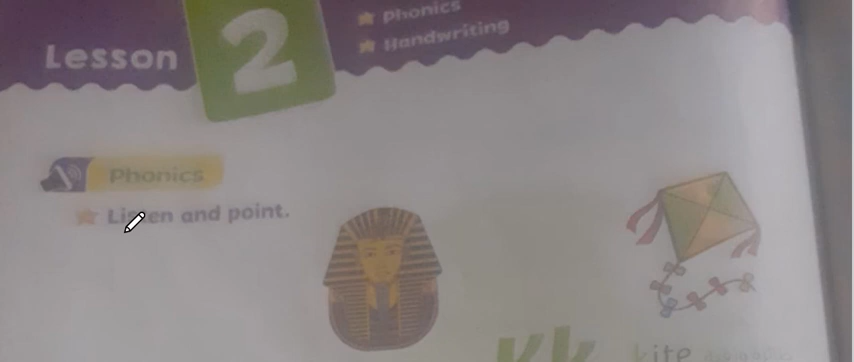 Lesson 2
Phonics
Handwriting
Phonics
Listen and point.
Kk
kite